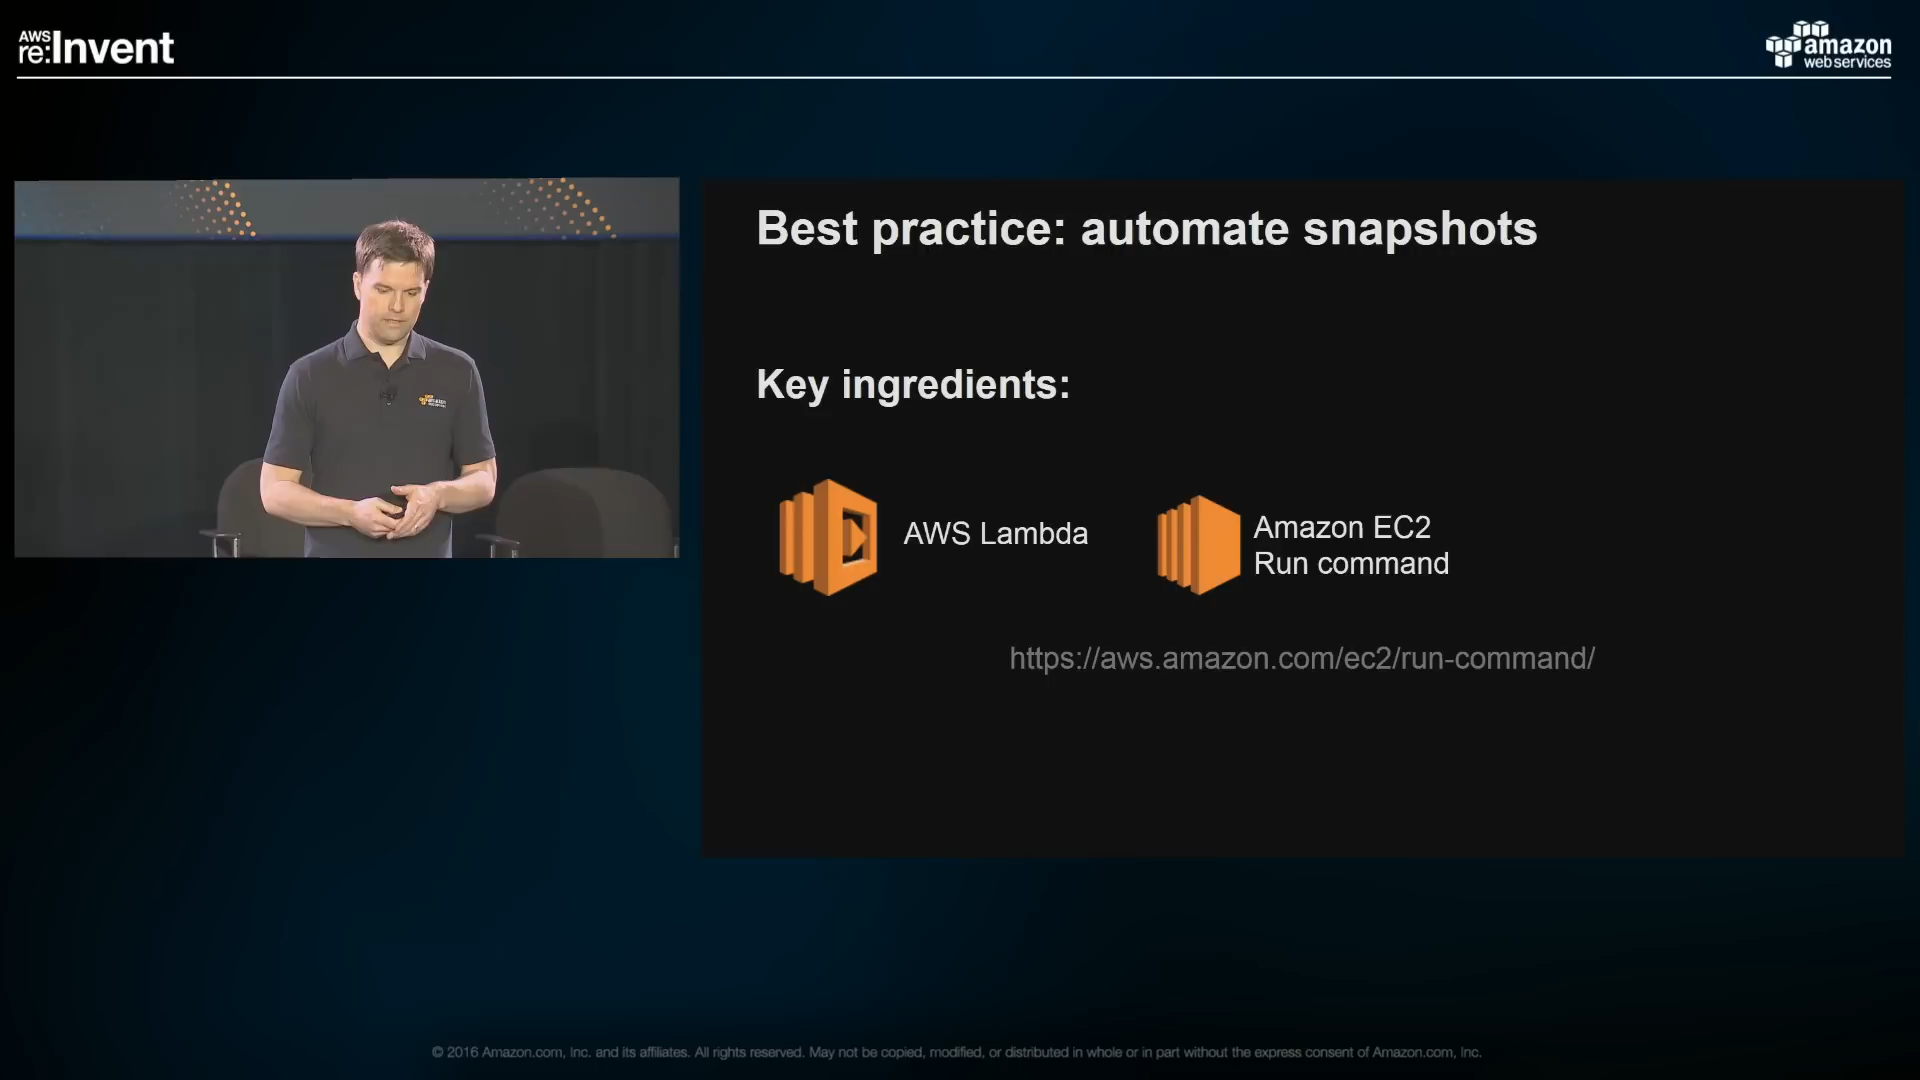 AWS
re:Invent
amazon
web services
Best practice: automate snapshots
Key ingredients:
AWS Lambda
Amazon EC2
Run command
https://aws.amazon.com/ec2/run-command/
© 2016 Amazon.com, Inc. and its affiliates. All rights reserved. May not be copied, modified, or distributed in whole or in part without the express consent of Amazon.com, Inc.